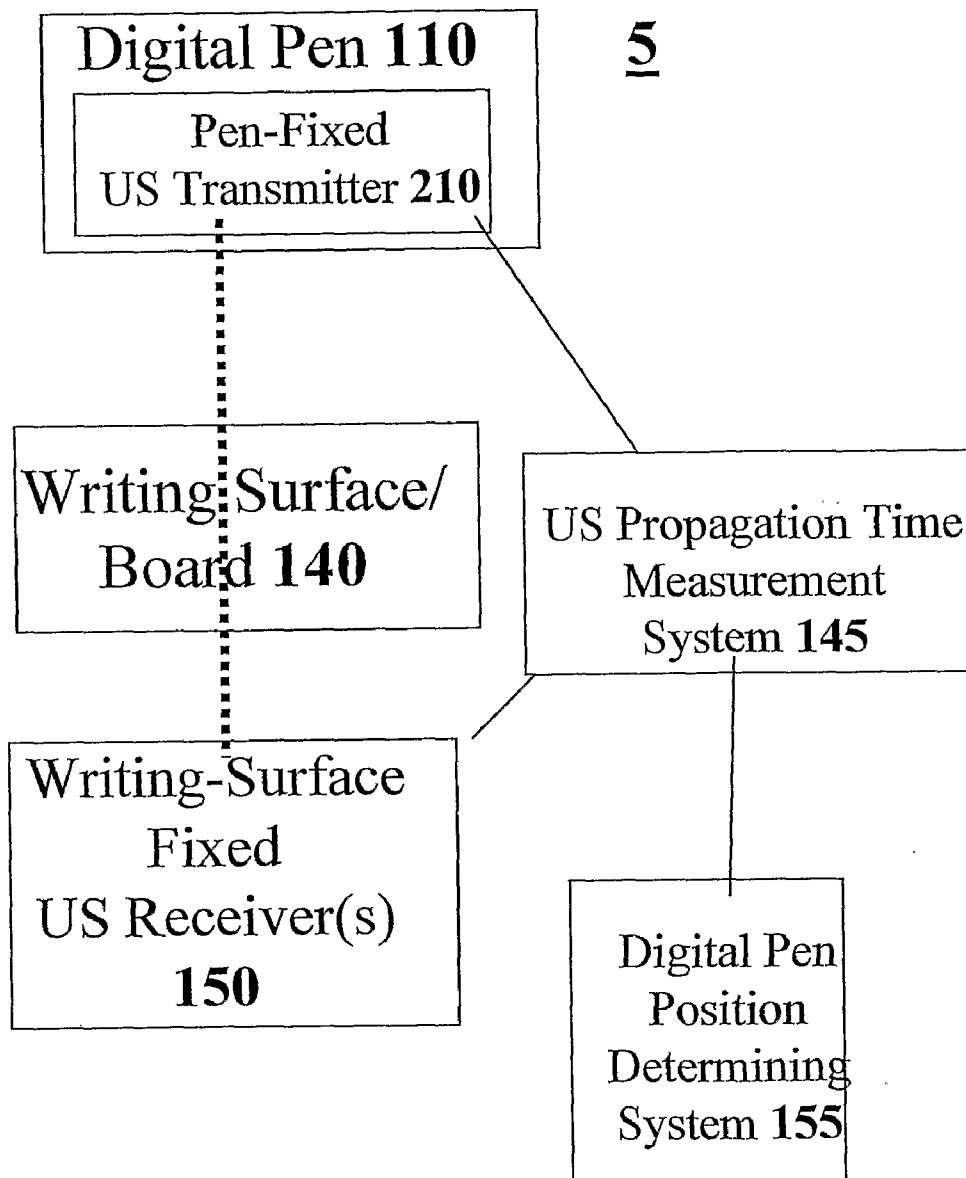 Digital Pen 110
5
Pen-Fixed
US Transmitter 210
Writing Surface/
Board 140
US Propagation Time
Measurement
System 145
Writing-Surface
Fixed
US Receiver(s)
150
Digital Pen
Position
Determining
System 155